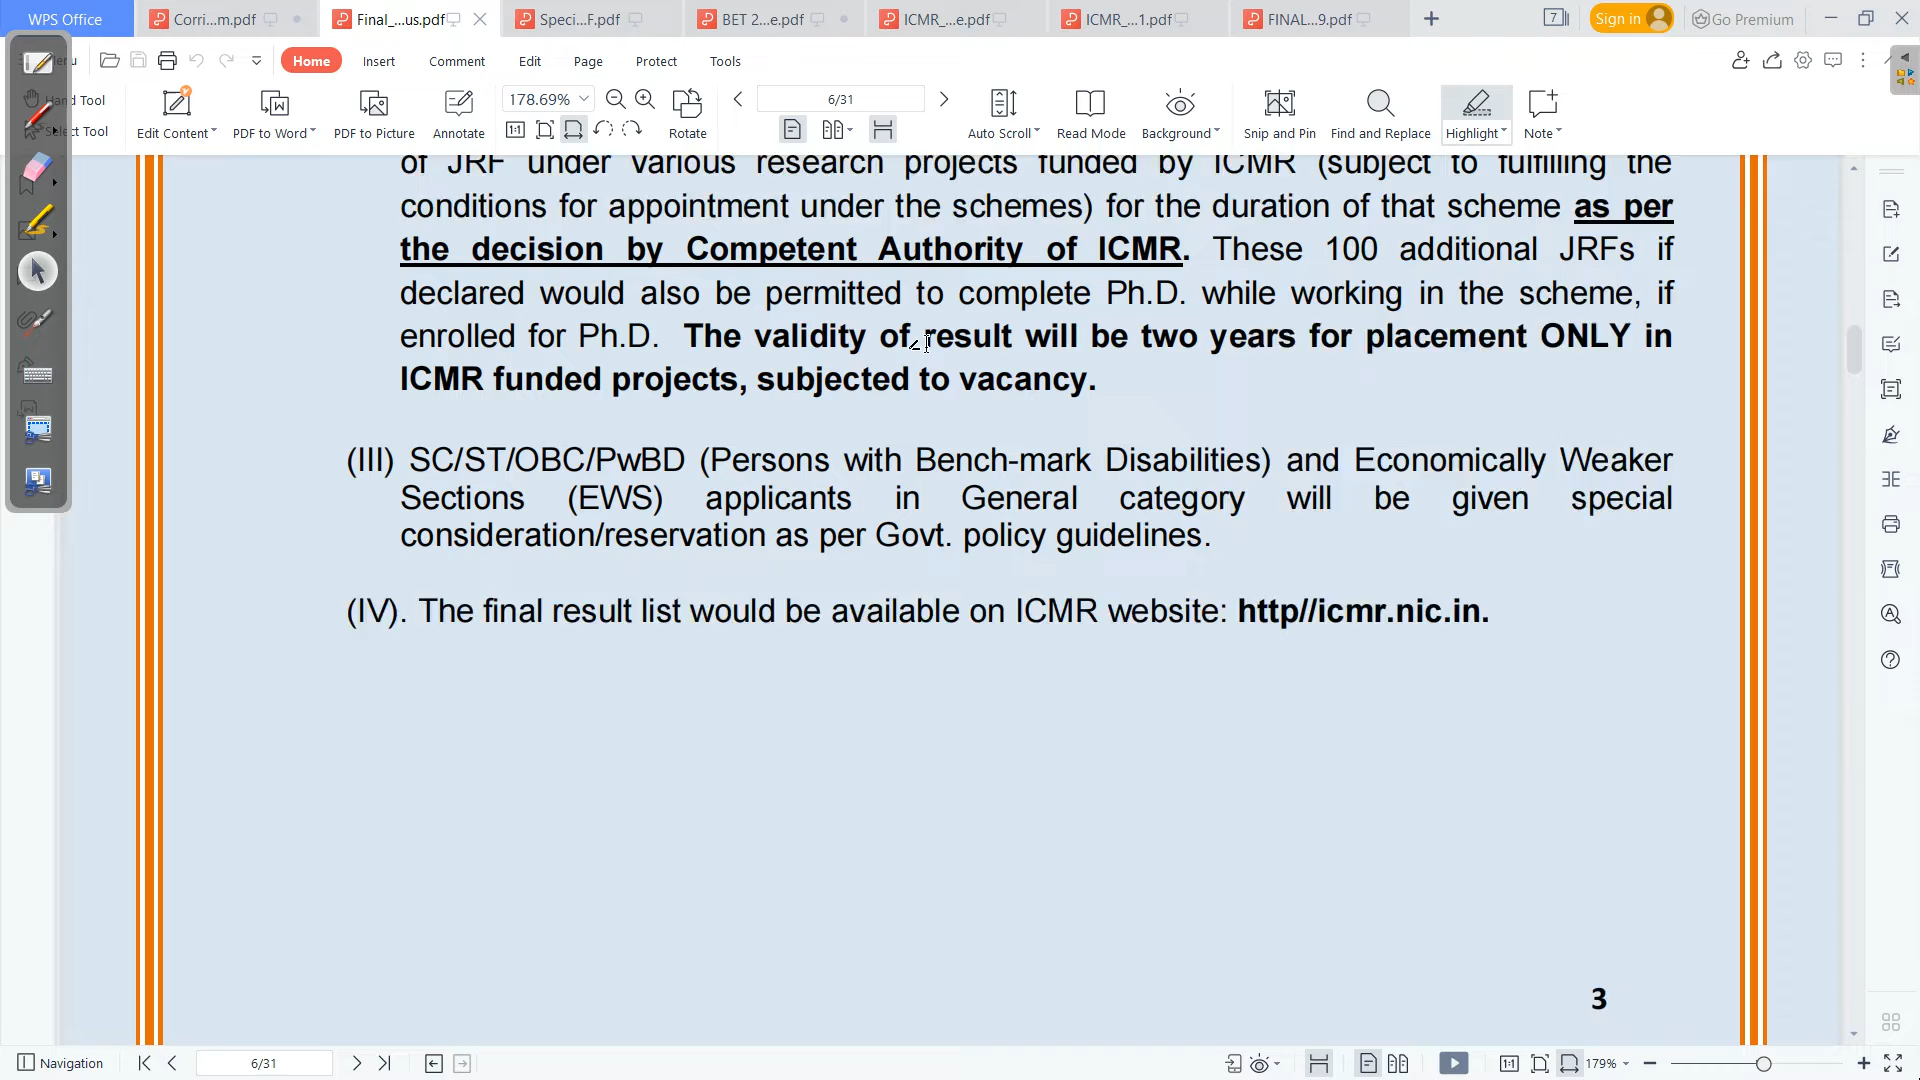 WPS Office
Corri...m.pdf
Final_...us.pdf
Speci...F.pdf
BET 2...e.pdf
ICMR_...e.pdf
ICMR_...1.pdf
FINAL...9.pdf
7
Sign in
Go Premium
Home
Insert
Comment
Edit
Page
Protect
Tools
Hand Tool
Select Tool
Edit Content
PDF to Word
PDF to Picture
Annotate
178.69%
Rotate
6/31
Auto Scroll
Read Mode
Background
Snip and Pin
Find and Replace
Highlight
Note
of JRF under various research projects funded by ICMR (subject to fulfilling the
conditions for appointment under the schemes) for the duration of that scheme as per
the decision by Competent Authority of ICMR. These 100 additional JRFs if
declared would also be permitted to complete Ph.D. while working in the scheme, if
enrolled for Ph.D. The validity of result will be two years for placement ONLY in
ICMR funded projects, subjected to vacancy.
(III) SC/ST/OBC/PwBD (Persons with Bench-mark Disabilities) and Economically Weaker
Sections (EWS) applicants in General category will be given special
consideration/reservation as per Govt. policy guidelines.
(IV). The final result list would be available on ICMR website: http//icmr.nic.in.
3
Navigation
6/31
179%